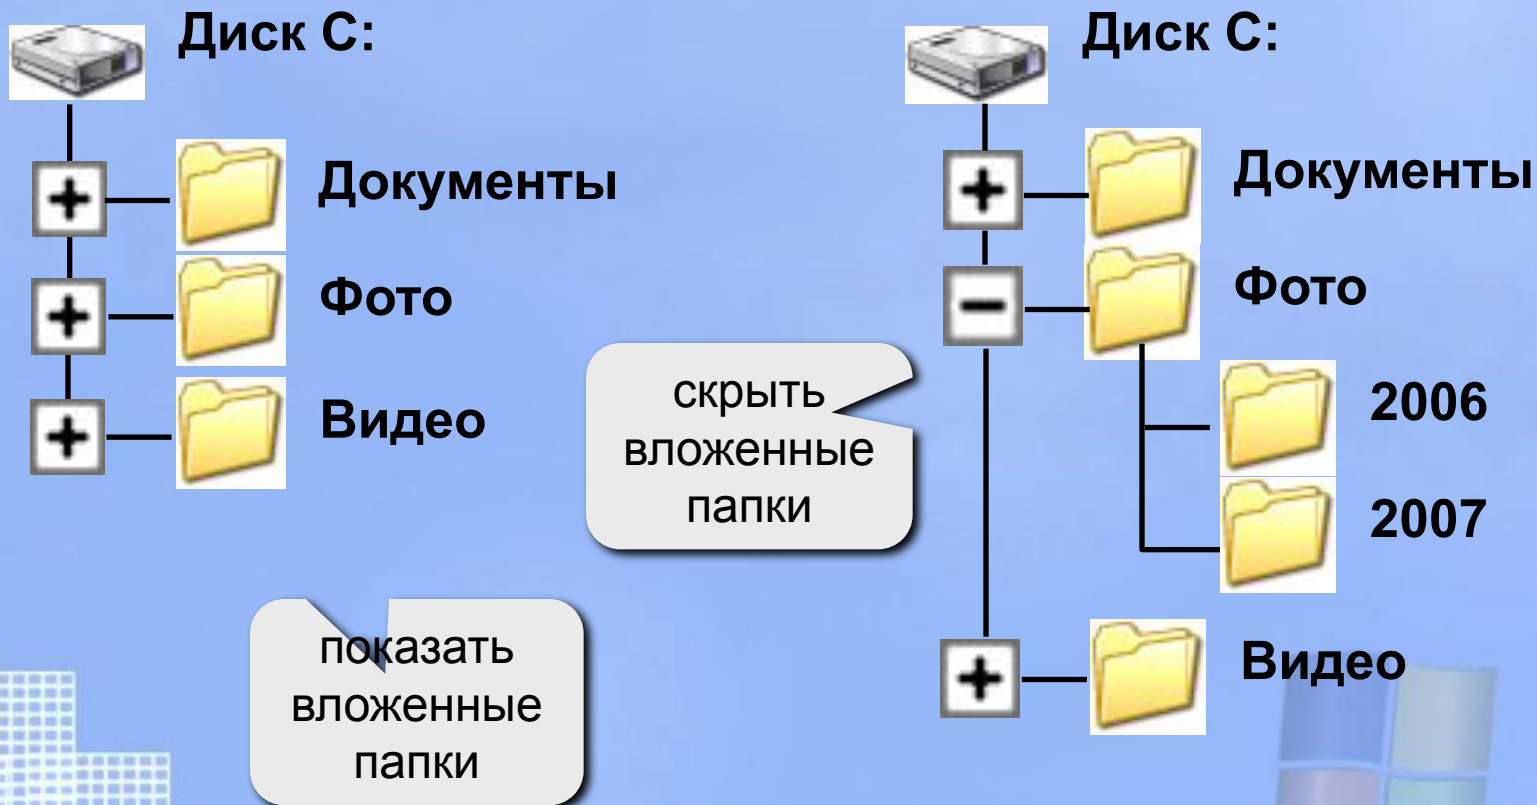 Диск C:
Документы
Фото
Видео
показать
вложенные
папки
Диск C:
Документы
Фото
скрыть
вложенные
папки
2006
2007
Видео